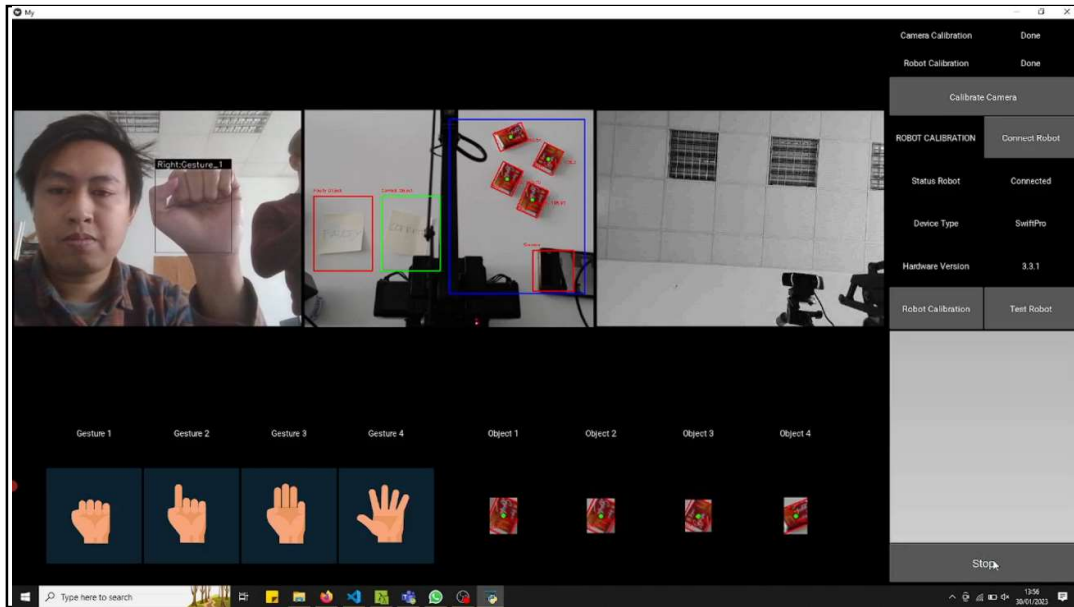 My
Camera Calibration Done
Robot Calibration Done
Calibrate Camera
ROBOT CALIBRATION Connect Robot
Status Robot Connected
Device Type SwiftPro
Hardware Version 3.3.1
Robot Calibration Test Robot
Right:Gesture_1
Gesture 1 Gesture 2 Gesture 3 Gesture 4 Object 1 Object 2 Object 3 Object 4
Stop
Type here to search
13:56
30/01/2023